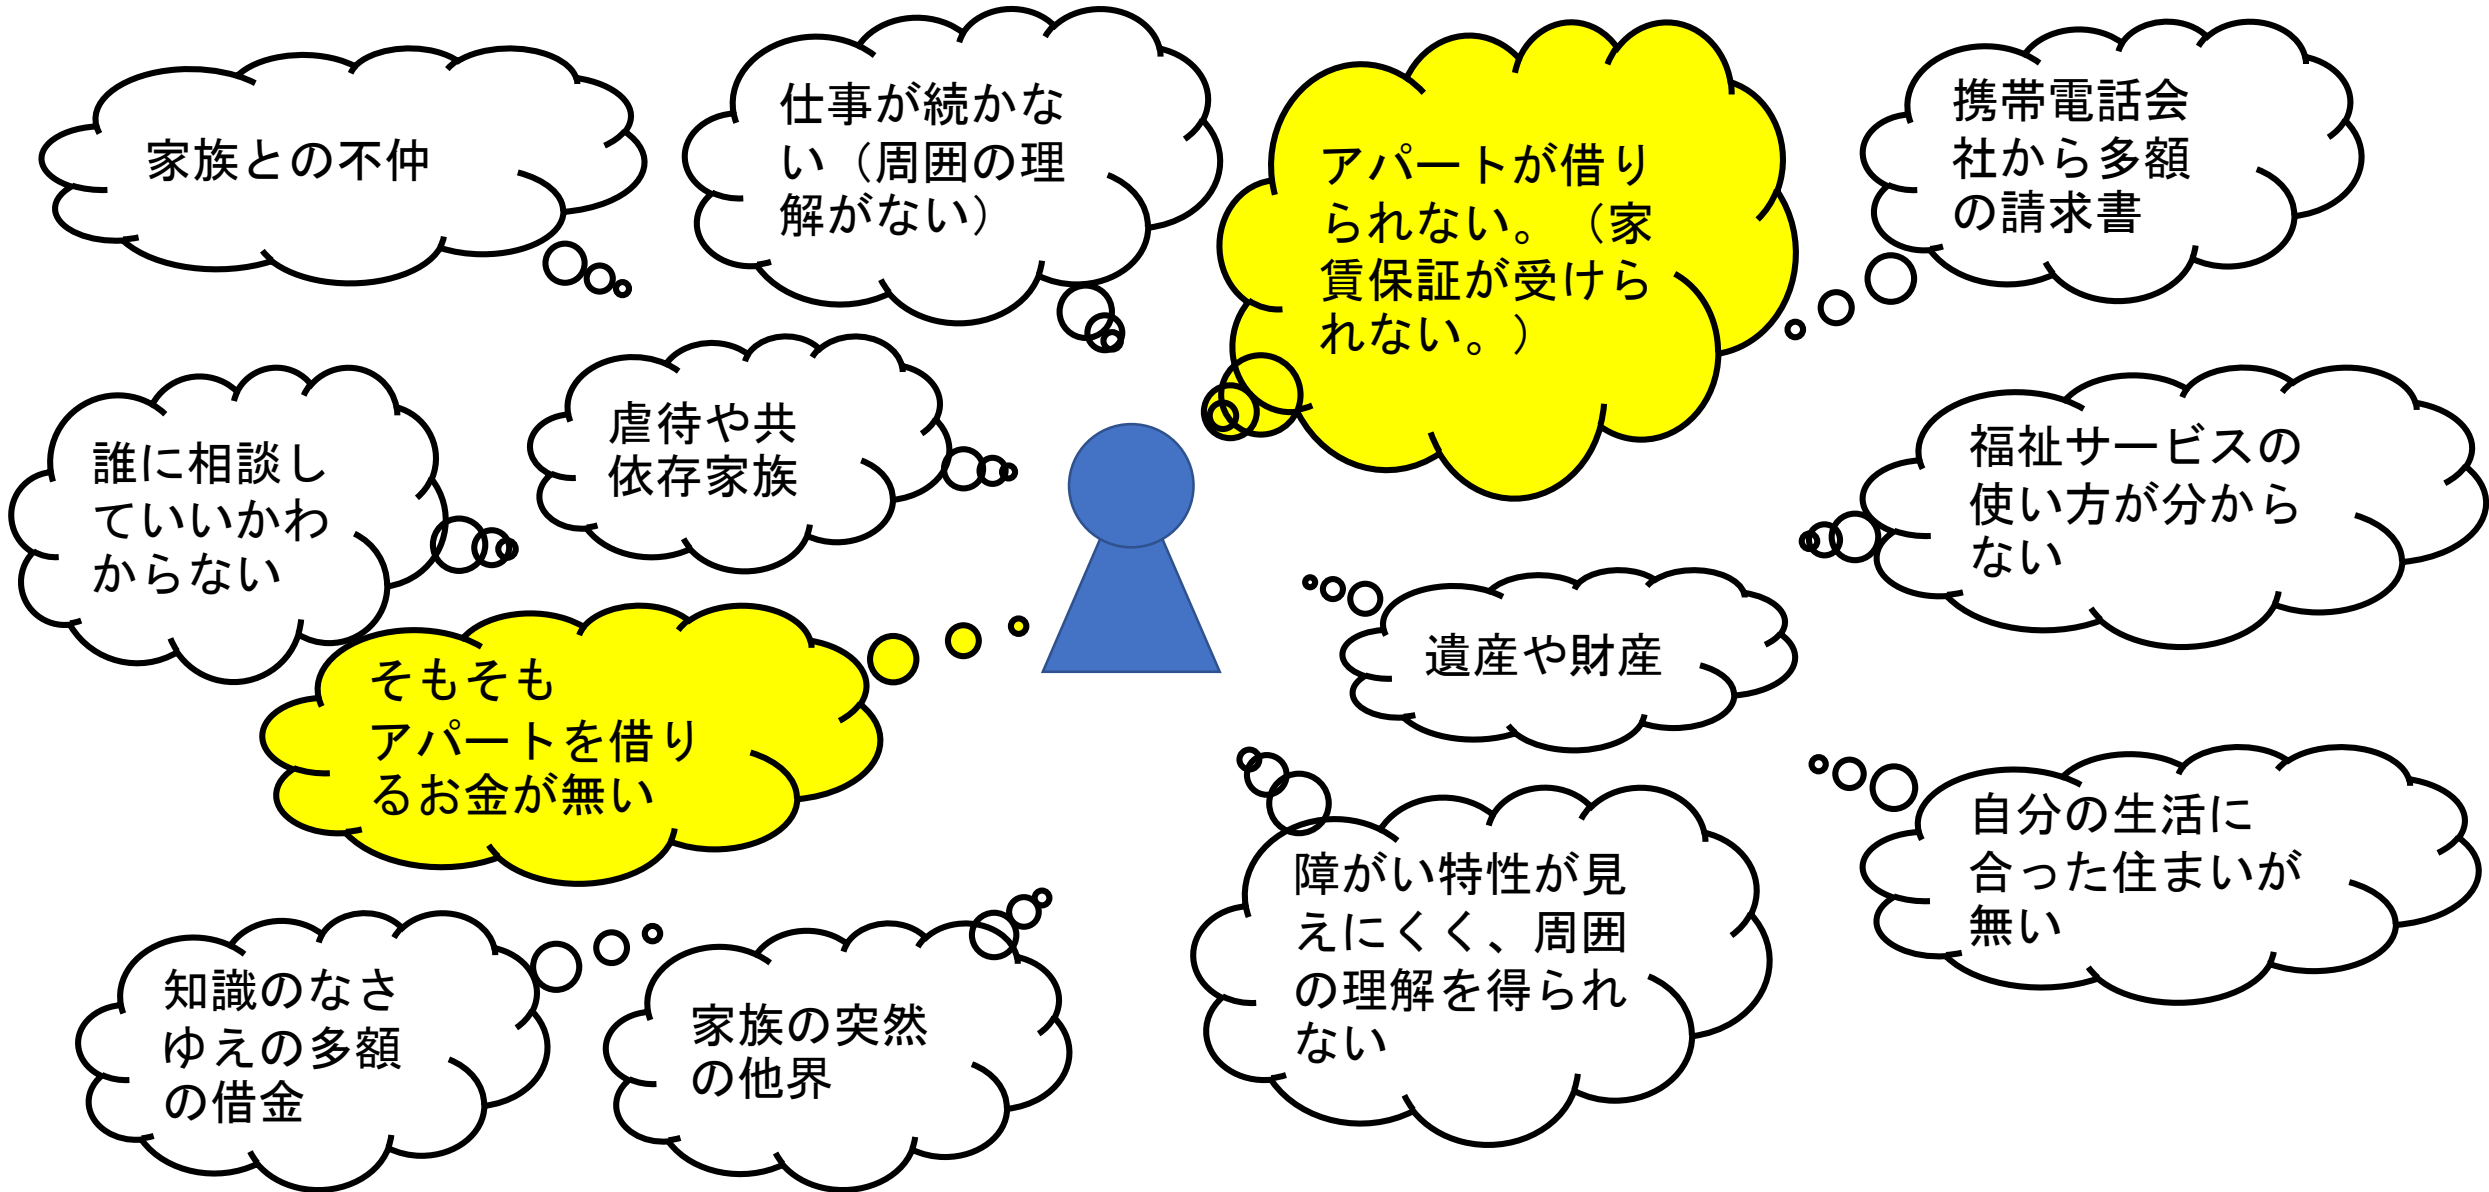 家族との不仲
仕事が続かな
い（周囲の理
解がない）
アパートが借り
られない。（家
賃保証が受けら
れない。）
携帯電話会
社から多額
の請求書
誰に相談し
ていいかわ
からない
虐待や共
依存家族
福祉サービスの
使い方が分から
ない
そもそも
アパートを借り
るお金が無い
遺産や財産
知識のなさ
ゆえの多額
の借金
家族の突然
の他界
障がい特性が見
えにくく、周囲
の理解を得られ
ない
自分の生活に
合った住まいが
無い